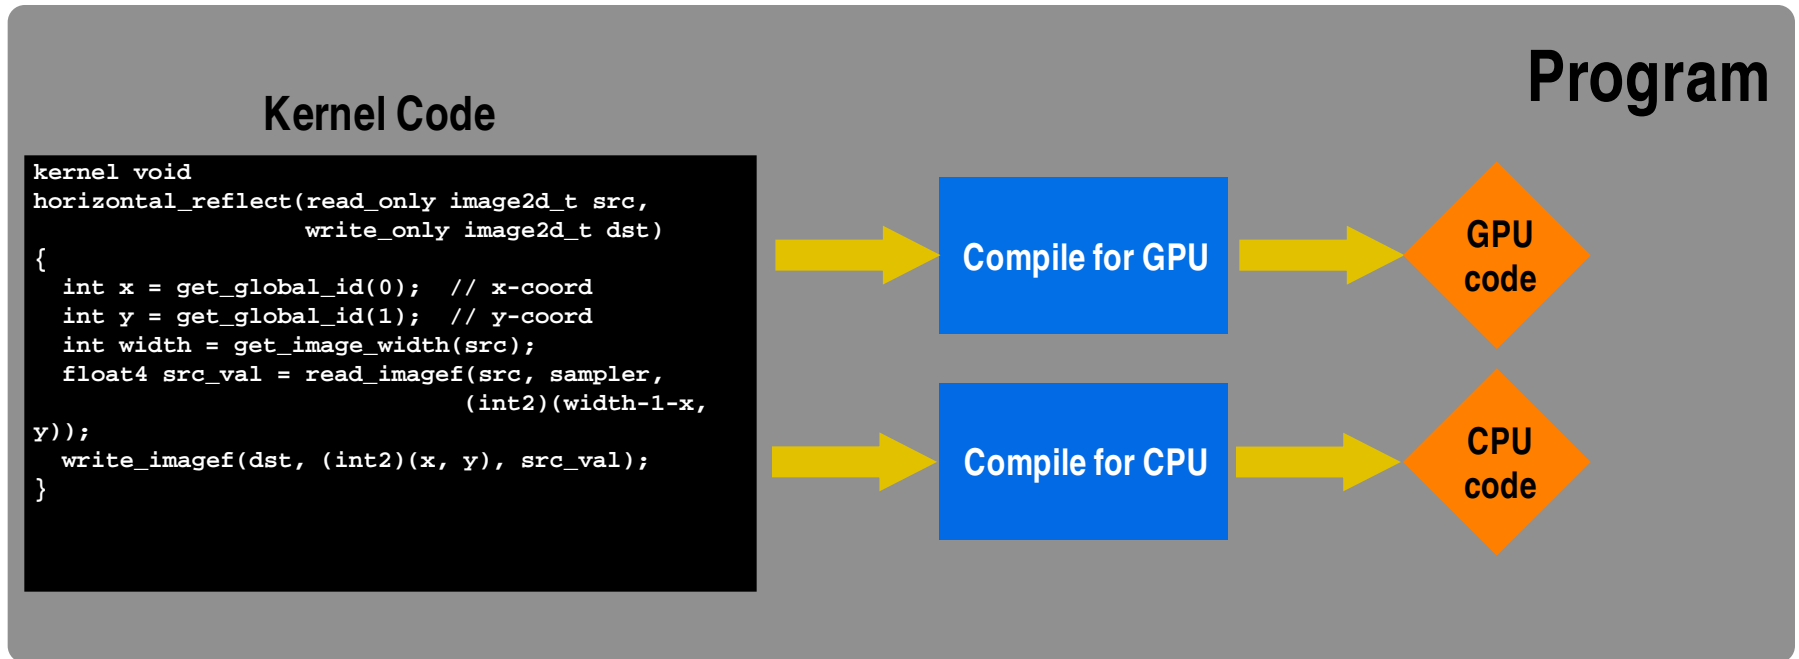 Program
Kernel Code
kernel void
horizontal_reflect(read_only image2d_t src,
                   write_only image2d_t dst)
{
  int x = get_global_id(0);  // x-coord
  int y = get_global_id(1);  // y-coord
  int width = get_image_width(src);
  float4 src_val = read_imagef(src, sampler,
                              (int2)(width-1-x,
y));
  write_imagef(dst, (int2)(x, y), src_val);
}
Compile for GPU
GPU
code
Compile for CPU
CPU
code